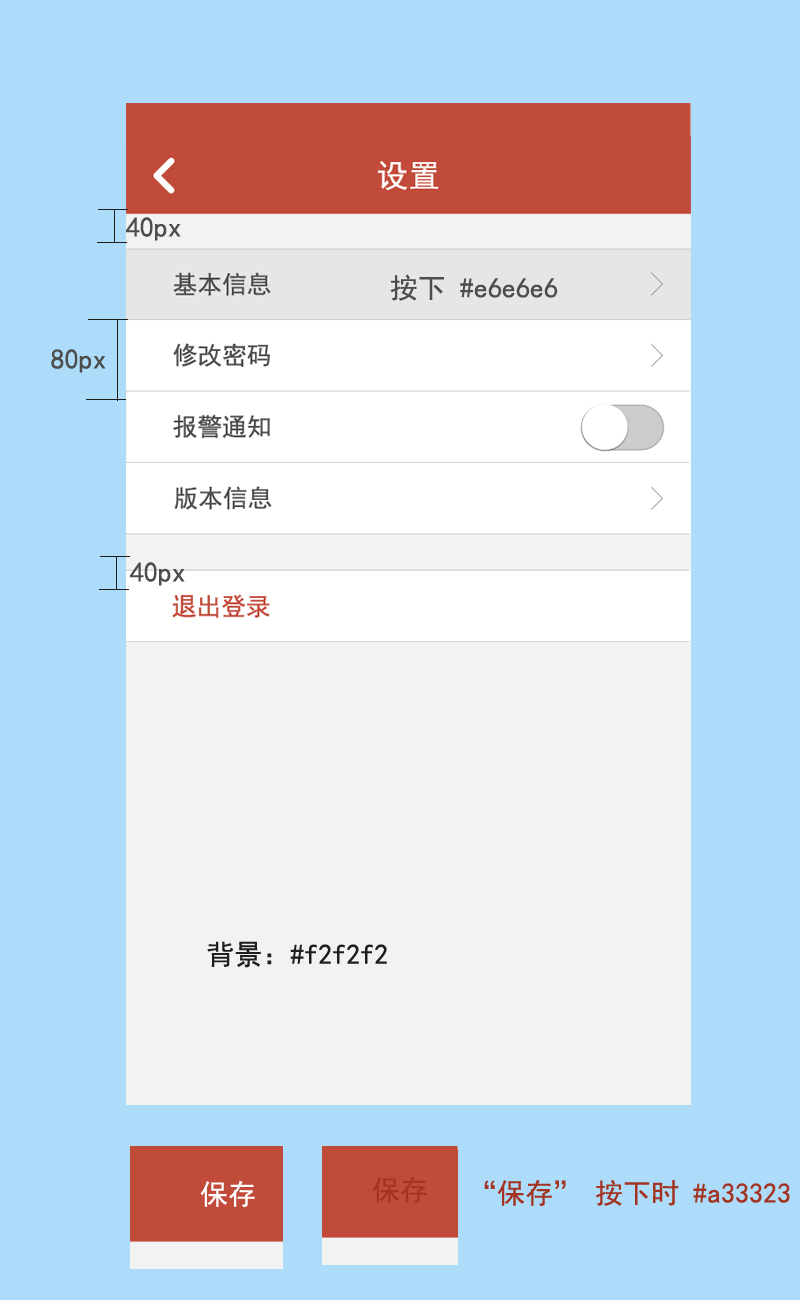 设置
40px
基本信息 按下 #e6e6e6
80px 修改密码
报警通知
版本信息
40px
退出登录
背景：#f2f2f2
保存 保存 “保存” 按下时 #a33323